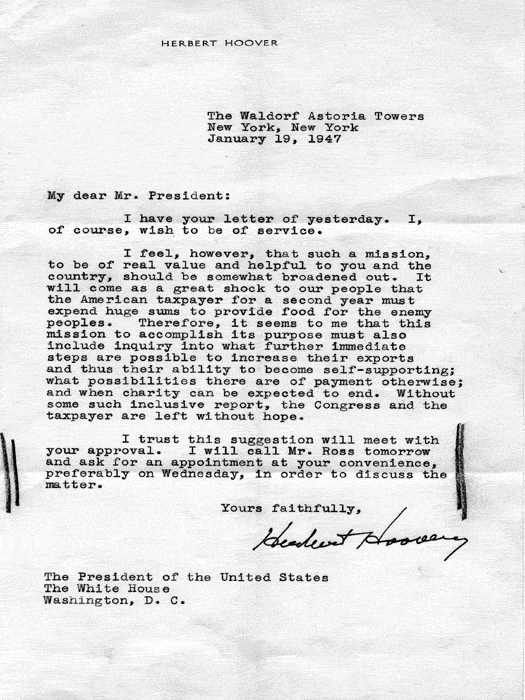 HERBERT HOOVER
The Waldorf Astoria Towers
New York, New York
January 19, 1947
My dear Mr. President:
I have your letter of yesterday. I,
of course, wish to be of service.
I feel, however, that such a mission,
to be of real value and helpful to you and the
country, should be somewhat broadened out. It
will come as a great shock to our people that
the American taxpayer for a second year must
expend huge sums to provide food for the enemy
peoples. Therefore, it seems to me that this
mission to accomplish its purpose must also
include inquiry into what further immediate
steps are possible to increase their exports
and thus their ability to become self-supporting;
what possibilities there are of payment otherwise;
and when charity can be expected to end. Without
some such inclusive report, the Congress and the
taxpayer are left without hope.
I trust this suggestion will meet with
your approval. I will call Mr. Ross tomorrow
and ask for an appointment at your convenience,
preferably on Wednesday, in order to discuss the
matter.
Yours faithfully,
Herbert Hoover
The President of the United States
The White House
Washington, D. C.